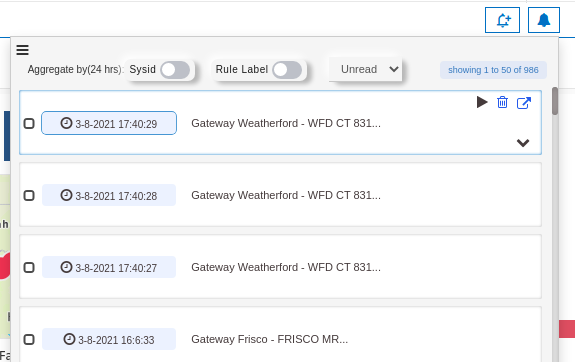 Aggregate by(24 hrs): Sysid Rule Label Unread showing 1 to 50 of 986
3-8-2021 17:40:29 Gateway Weatherford - WFD CT 831...
3-8-2021 17:40:28 Gateway Weatherford - WFD CT 831...
3-8-2021 17:40:27 Gateway Weatherford - WFD CT 831...
3-8-2021 16:6:33 Gateway Frisco - FRISCO MR...
Fa